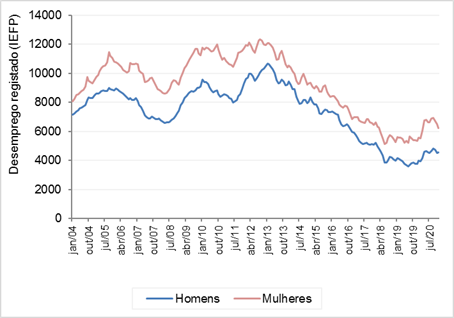 Desemprego registado (IEFP)
14000
12000
10000
8000
6000
4000
2000
0
jan/04
out/04
jul/05
abr/06
jan/07
out/07
jul/08
abr/09
jan/10
out/10
jul/11
abr/12
jan/13
out/13
jul/14
abr/15
jan/16
out/16
jul/17
abr/18
jan/19
out/19
jul/20
Homens
Mulheres